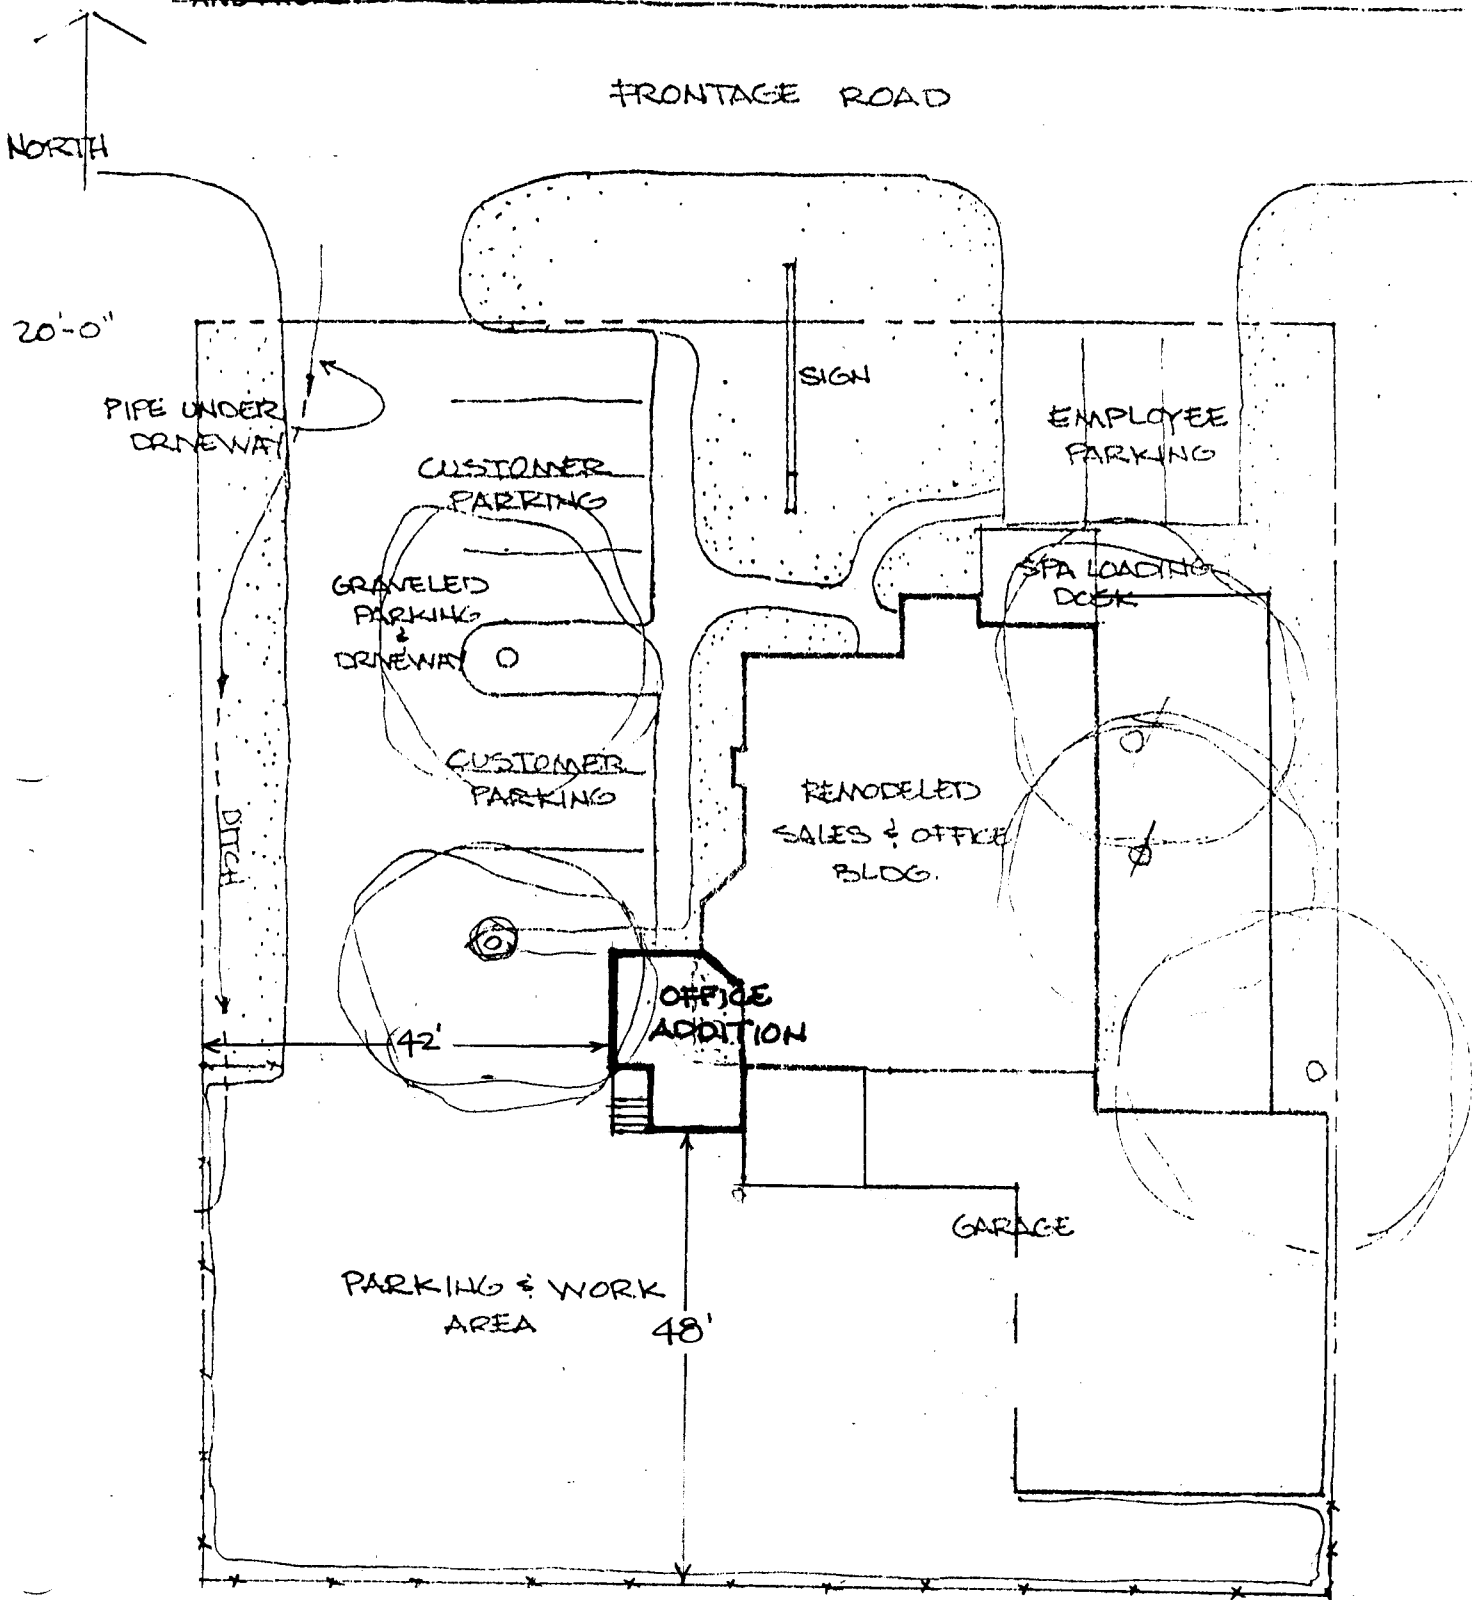 NORTH
FRONTAGE ROAD
20'-0"
SIGN
PIPE UNDER
DRIVEWAY
EMPLOYEE
PARKING
CUSTOMER
PARKING
SPA LOADING
DOCK
GRAVELED
PARKING
&
DRIVEWAY
CUSTOMER
PARKING
REMODELED
SALES & OFFICE
BLDG.
DITCH
OFFICE
ADDITION
42'
GARAGE
PARKING & WORK
AREA
48'